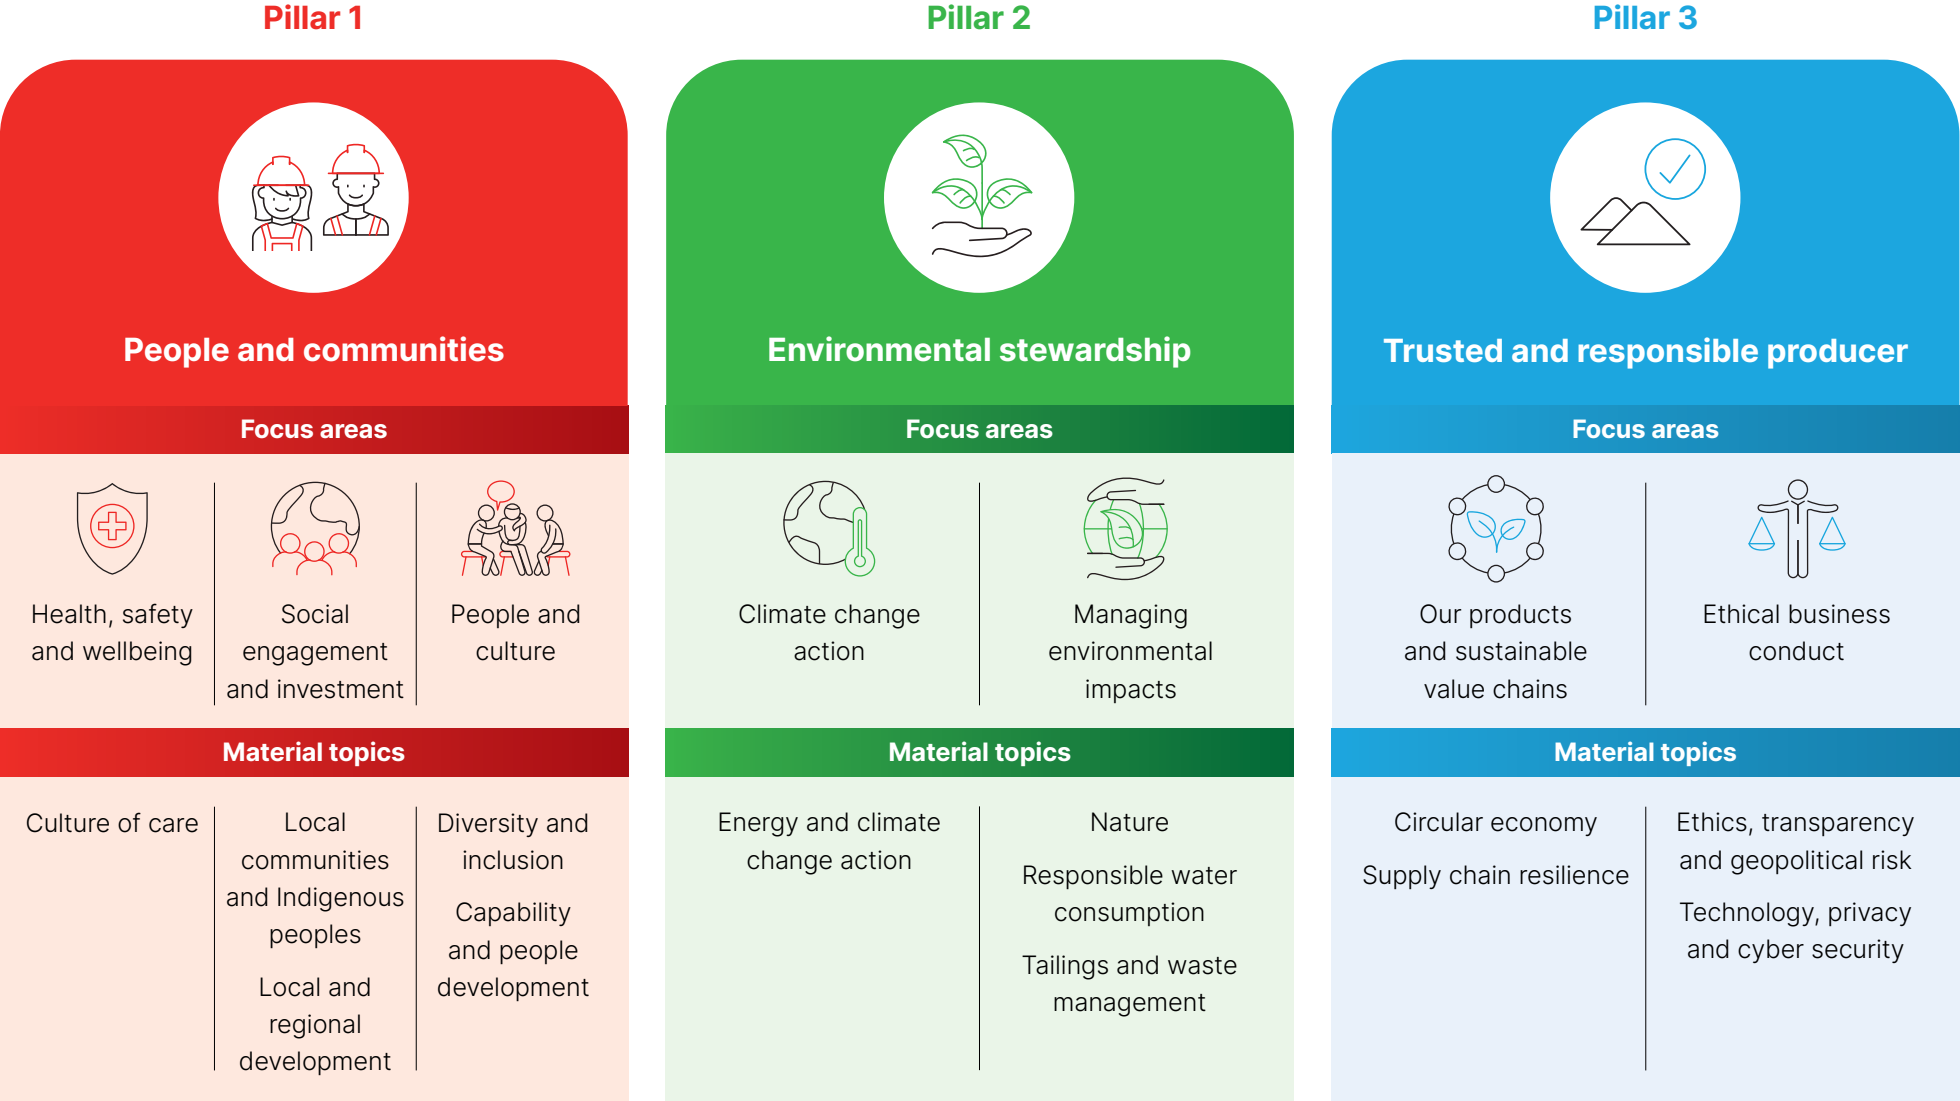 Pillar 1
People and communities
Focus areas
Health, safety
and wellbeing
Social
engagement
and investment
People and
culture
Material topics
Culture of care
Local
communities
and Indigenous
peoples
Local and
regional
development
Diversity and
inclusion
Capability
and people
development
Pillar 2
Environmental stewardship
Focus areas
Climate change
action
Managing
environmental
impacts
Material topics
Energy and climate
change action
Nature
Responsible water
consumption
Tailings and waste
management
Pillar 3
Trusted and responsible producer
Focus areas
Our products
and sustainable
value chains
Ethical business
conduct
Material topics
Circular economy
Supply chain resilience
Ethics, transparency
and geopolitical risk
Technology, privacy
and cyber security